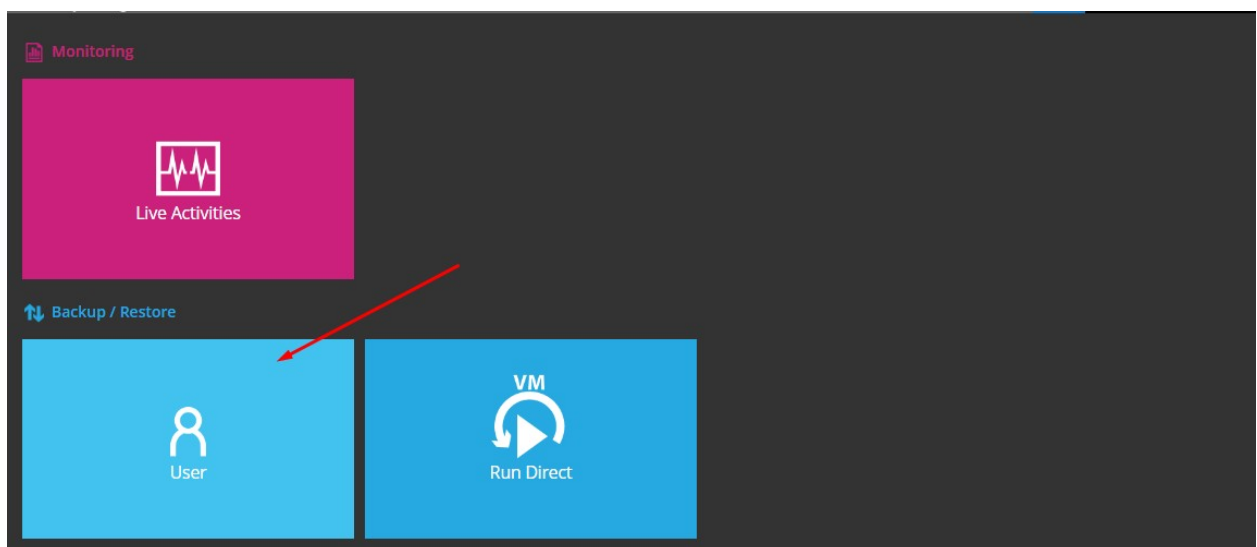 Monitoring
Live Activities
Backup / Restore
User
VM
Run Direct